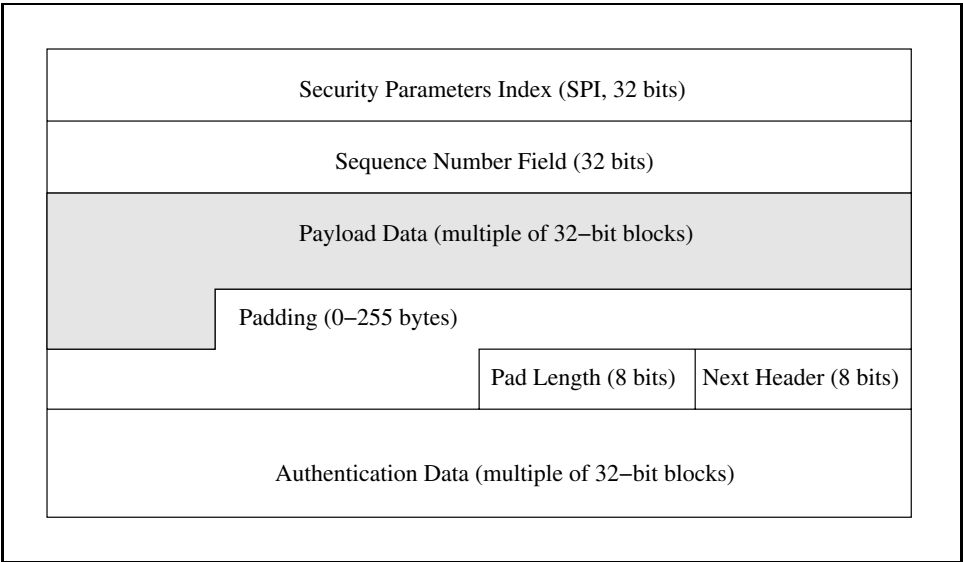 Security Parameters Index (SPI, 32 bits)
Sequence Number Field (32 bits)
Payload Data (multiple of 32−bit blocks)
Padding (0−255 bytes)
Pad Length (8 bits) Next Header (8 bits)
Authentication Data (multiple of 32−bit blocks)